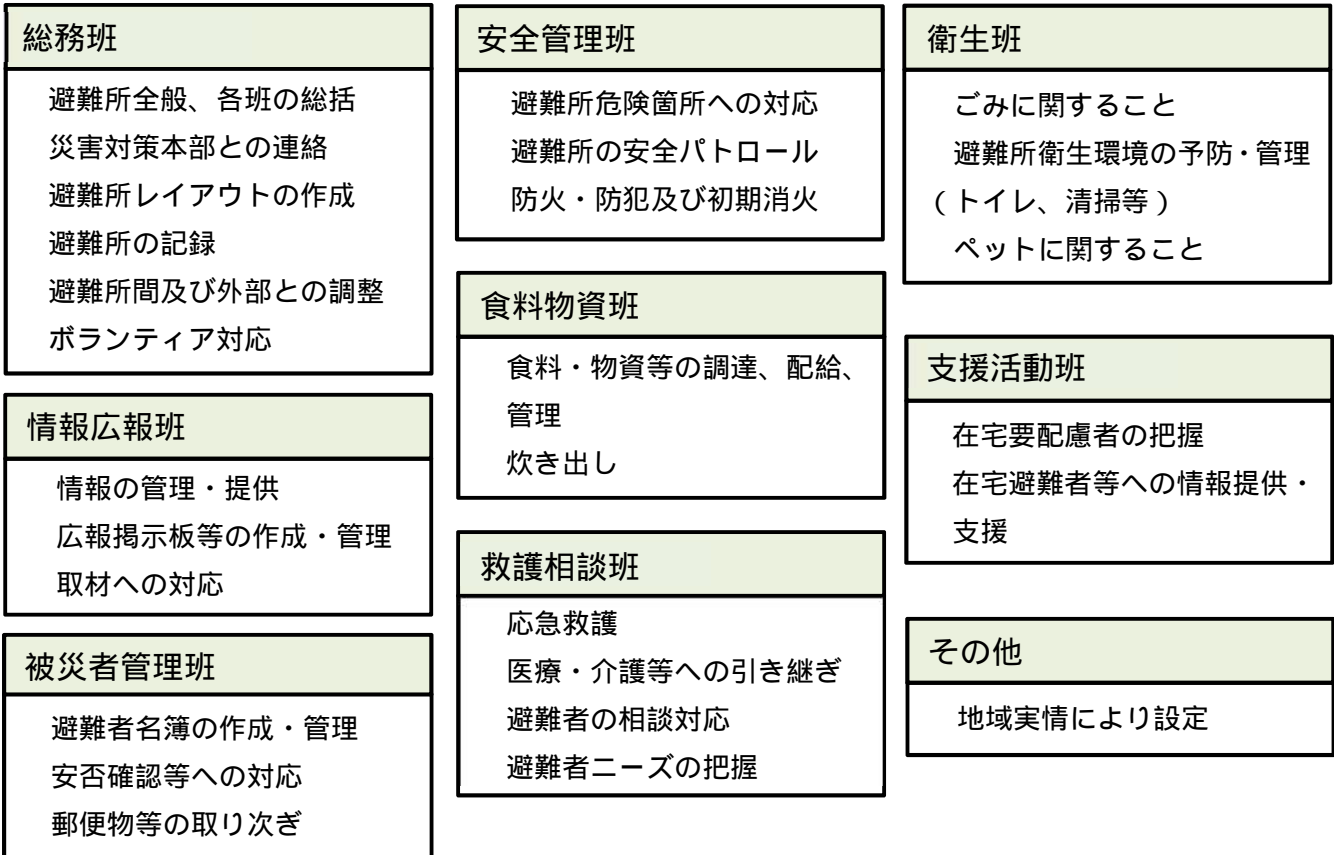 総務班
避難所全般、各班の総括
災害対策本部との連絡
避難所レイアウトの作成
避難所の記録
避難所間及び外部との調整
ボランティア対応
情報広報班
情報の管理・提供
広報掲示板等の作成・管理
取材への対応
被災者管理班
避難者名簿の作成・管理
安否確認等への対応
郵便物等の取り次ぎ
安全管理班
避難所危険箇所への対応
避難所の安全パトロール
防火・防犯及び初期消火
食料物資班
食料・物資等の調達、配給、
管理
炊き出し
救護相談班
応急救護
医療・介護等への引き継ぎ
避難者の相談対応
避難者ニーズの把握
衛生班
ごみに関すること
避難所衛生環境の予防・管理
(トイレ、清掃等)
ペットに関すること
支援活動班
在宅要配慮者の把握
在宅避難者等への情報提供・
支援
その他
地域実情により設定